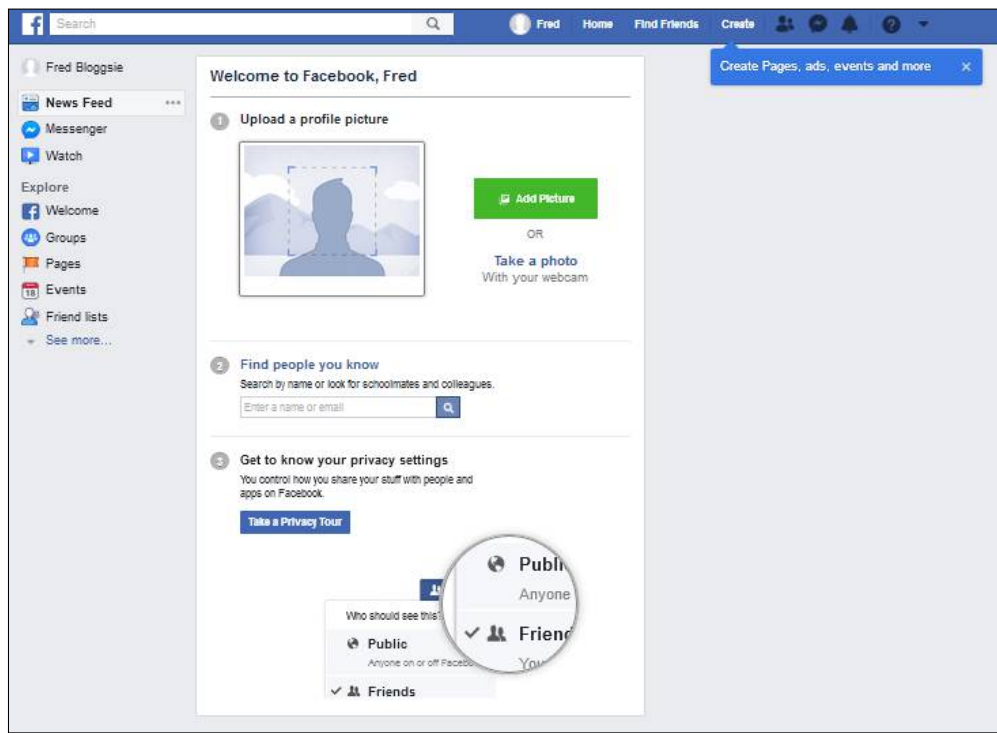 f Search Fred Home Find Friends Create
Create Pages, ads, events and more ×
Fred Bloggsie
News Feed
Messenger
Watch
Explore
Welcome
Groups
Pages
18 Events
Friend lists
See more...
Welcome to Facebook, Fred
1 Upload a profile picture
Add Picture
OR
Take a photo
With your webcam
2 Find people you know
Search by name or look for schoolmates and colleagues.
Enter a name or email
3 Get to know your privacy settings
You control how you share your stuff with people and
apps on Facebook.
Take a Privacy Tour
Who should see this?
Public
Anyone on or off Facebo
Friends
Publi
Anyone
Friend
You